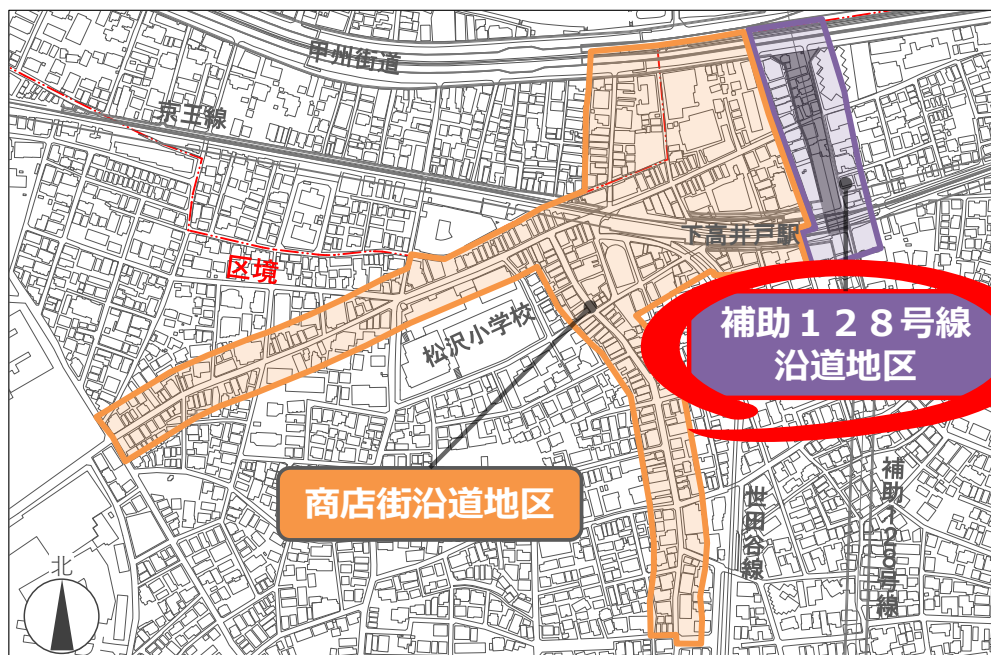 甲州街道
京王線
区境
下高井戸駅
松沢小学校
補助１２８号線
沿道地区
商店街沿道地区
世田谷線
補助128号線
北